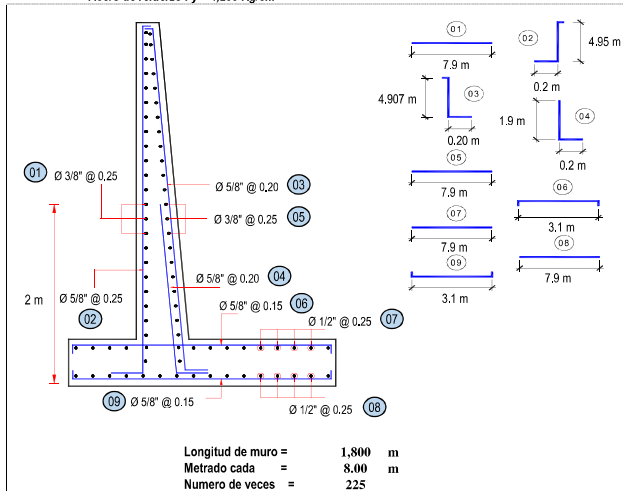 01
7.9 m
02
4.95 m
0.2 m
4.907 m
03
0.20 m
1.9 m
04
0.2 m
01 Ø 3/8" @ 0.25
Ø 5/8" @ 0.20 03
Ø 3/8" @ 0.25 05
05
7.9 m
06
3.1 m
07
7.9 m
08
7.9 m
09
3.1 m
2 m
Ø 5/8" @ 0.25
02
Ø 5/8" @ 0.20 04
Ø 5/8" @ 0.15 06
Ø 1/2" @ 0.25 07
09 Ø 5/8" @ 0.15
Ø 1/2" @ 0.25 08
Longitud de muro = 1,800 m
Metrado cada = 8.00 m
Numero de veces = 225